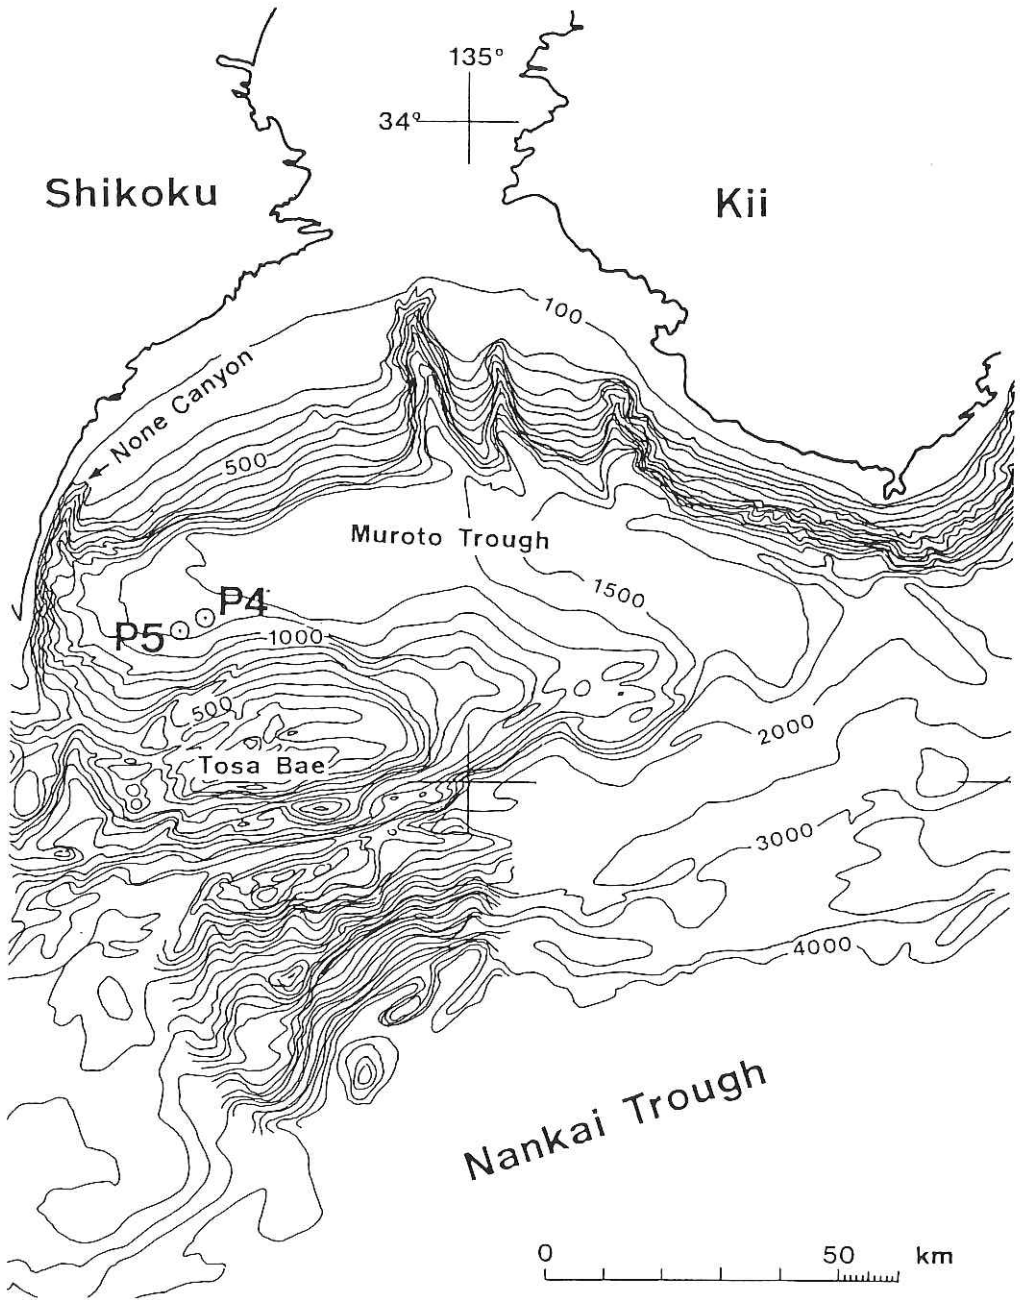 135°
34°
Shikoku
Kii
100
None Canyon
500
Muroto Trough
1500
P4
P5
1000
500
2000
Tosa Bae
3000
4000
Nankai Trough
0 50 km